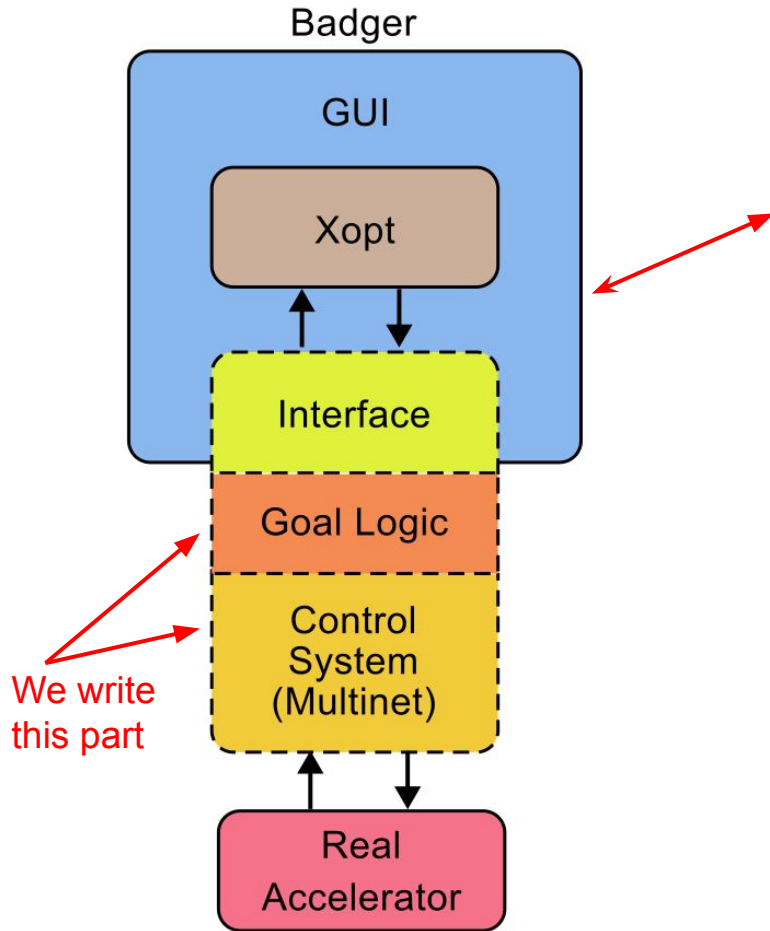 Badger
GUI
Xopt
Interface
Goal Logic
Control
System
(Multinet)
We write
this part
Real
Accelerator